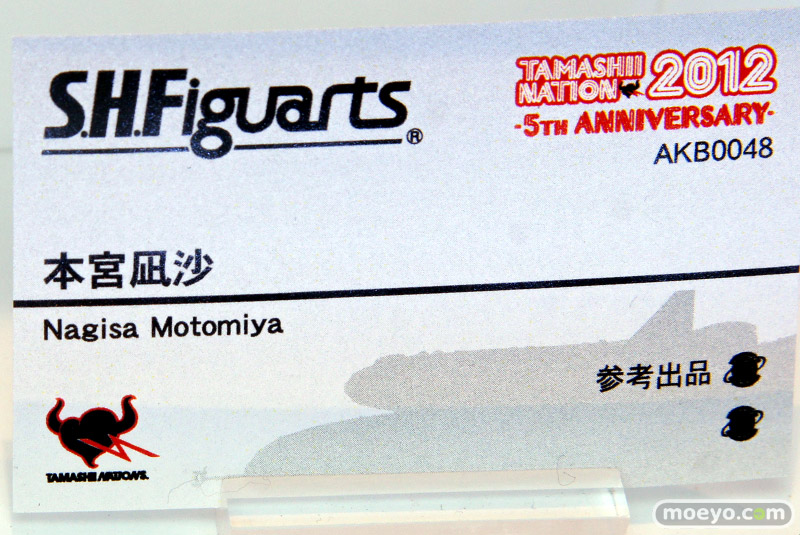 S.H.Figuarts®
TAMASHII
NATION 2012
-5TH ANNIVERSARY-
AKB0048
本宮凪沙
Nagisa Motomiya
参考出品
TAMASHII NATIONS.
moeyo.com